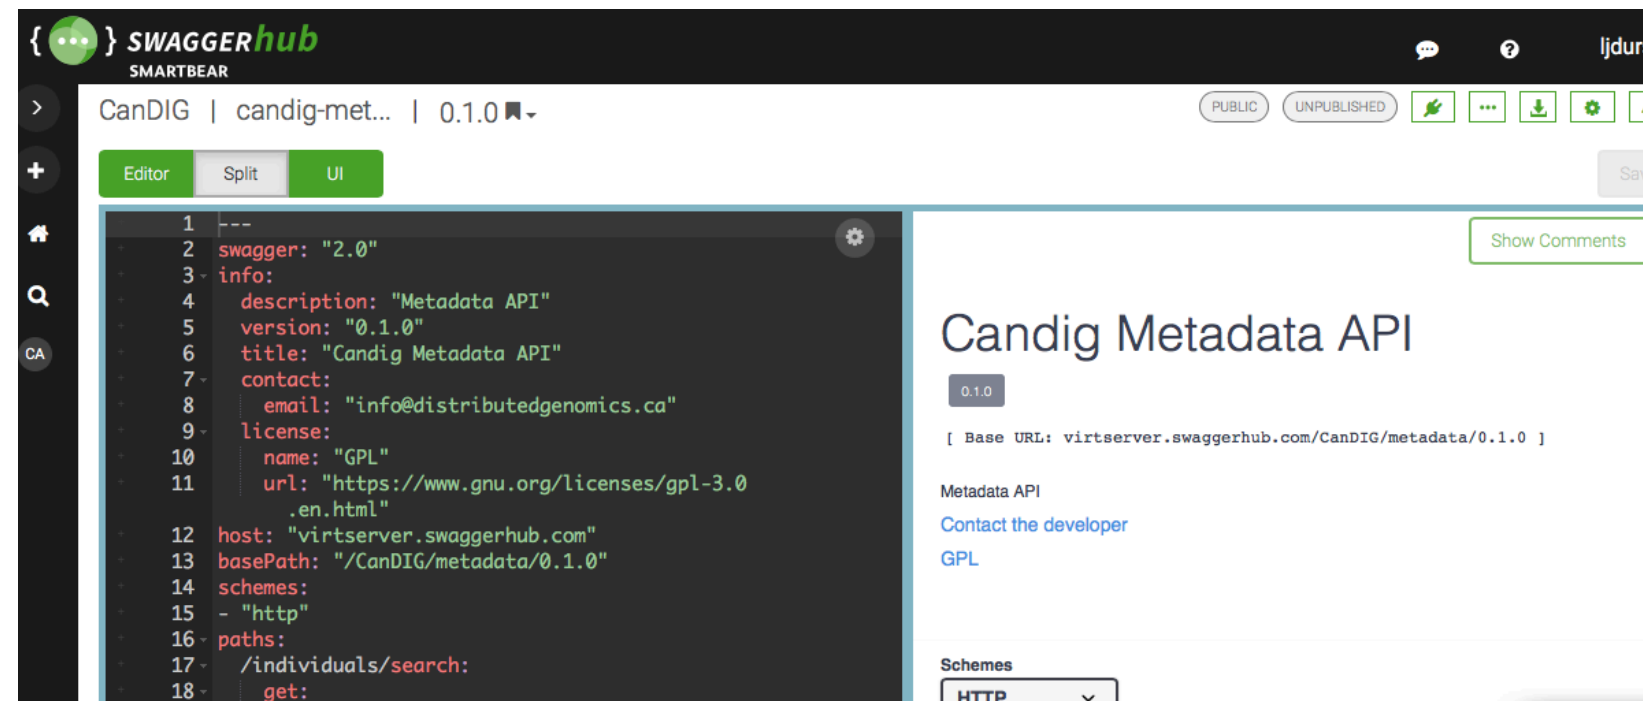 { ··· } SWAGGERhub
SMARTBEAR
CanDIG | candig-met... | 0.1.0
PUBLIC
UNPUBLISHED
Editor
Split
UI
CA
1 ---
2 swagger: "2.0"
3 info:
4 description: "Metadata API"
5 version: "0.1.0"
6 title: "Candig Metadata API"
7 contact:
8 email: "info@distributedgenomics.ca"
9 license:
10 name: "GPL"
11 url: "https://www.gnu.org/licenses/gpl-3.0
.en.html"
12 host: "virtserver.swaggerhub.com"
13 basePath: "/CanDIG/metadata/0.1.0"
14 schemes:
15 - "http"
16 paths:
17 /individuals/search:
18 get:
Show Comments
Candig Metadata API
0.1.0
[ Base URL: virtserver.swaggerhub.com/CanDIG/metadata/0.1.0 ]
Metadata API
Contact the developer
GPL
Schemes
HTTP